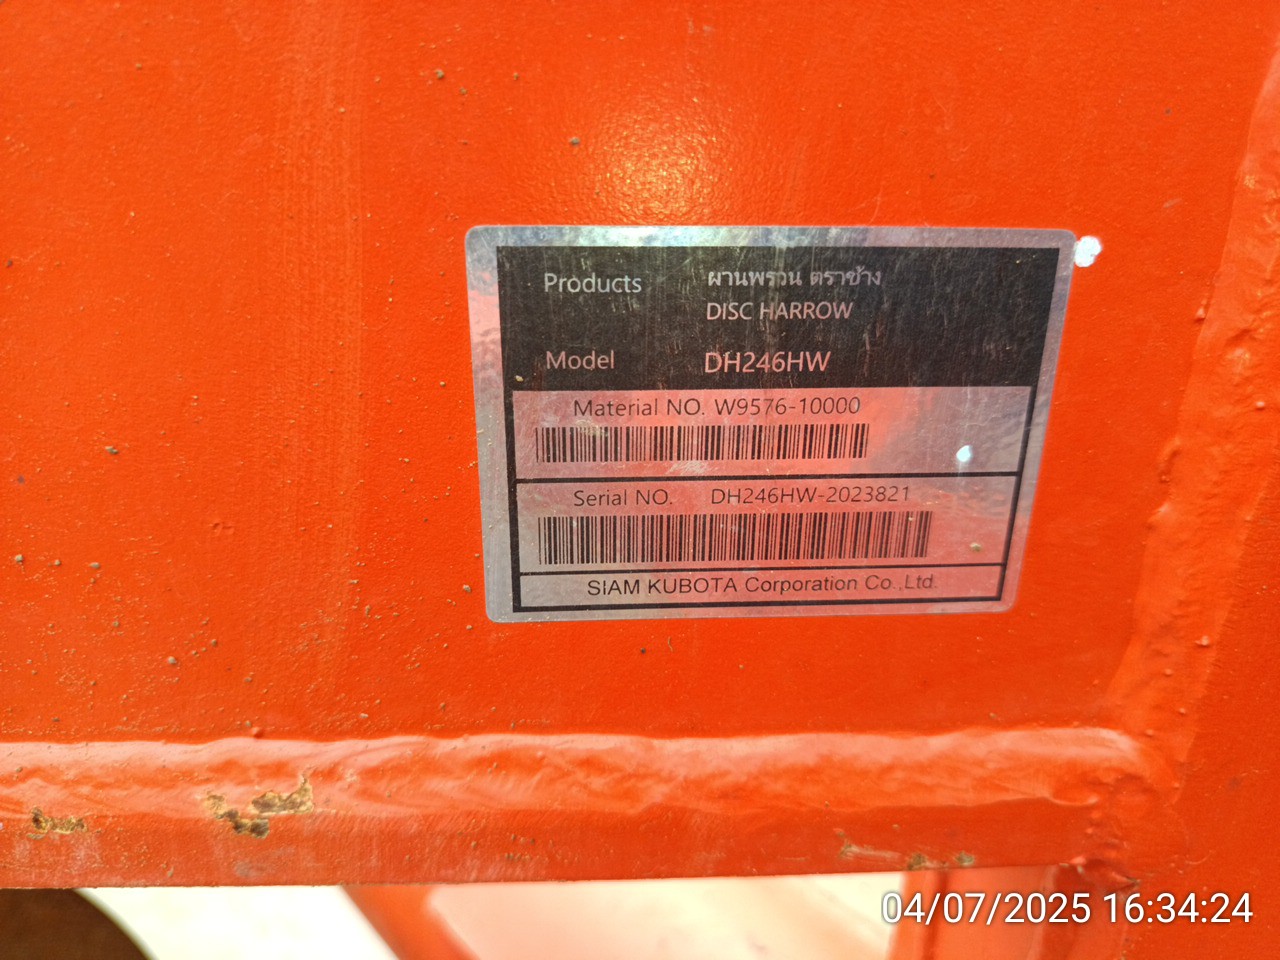 Products ผานพรวน ตราช้าง
DISC HARROW
Model DH246HW
Material NO. W9576-10000
Serial NO. DH246HW-2023821
SIAM KUBOTA Corporation Co.,Ltd.
04/07/2025 16:34:24